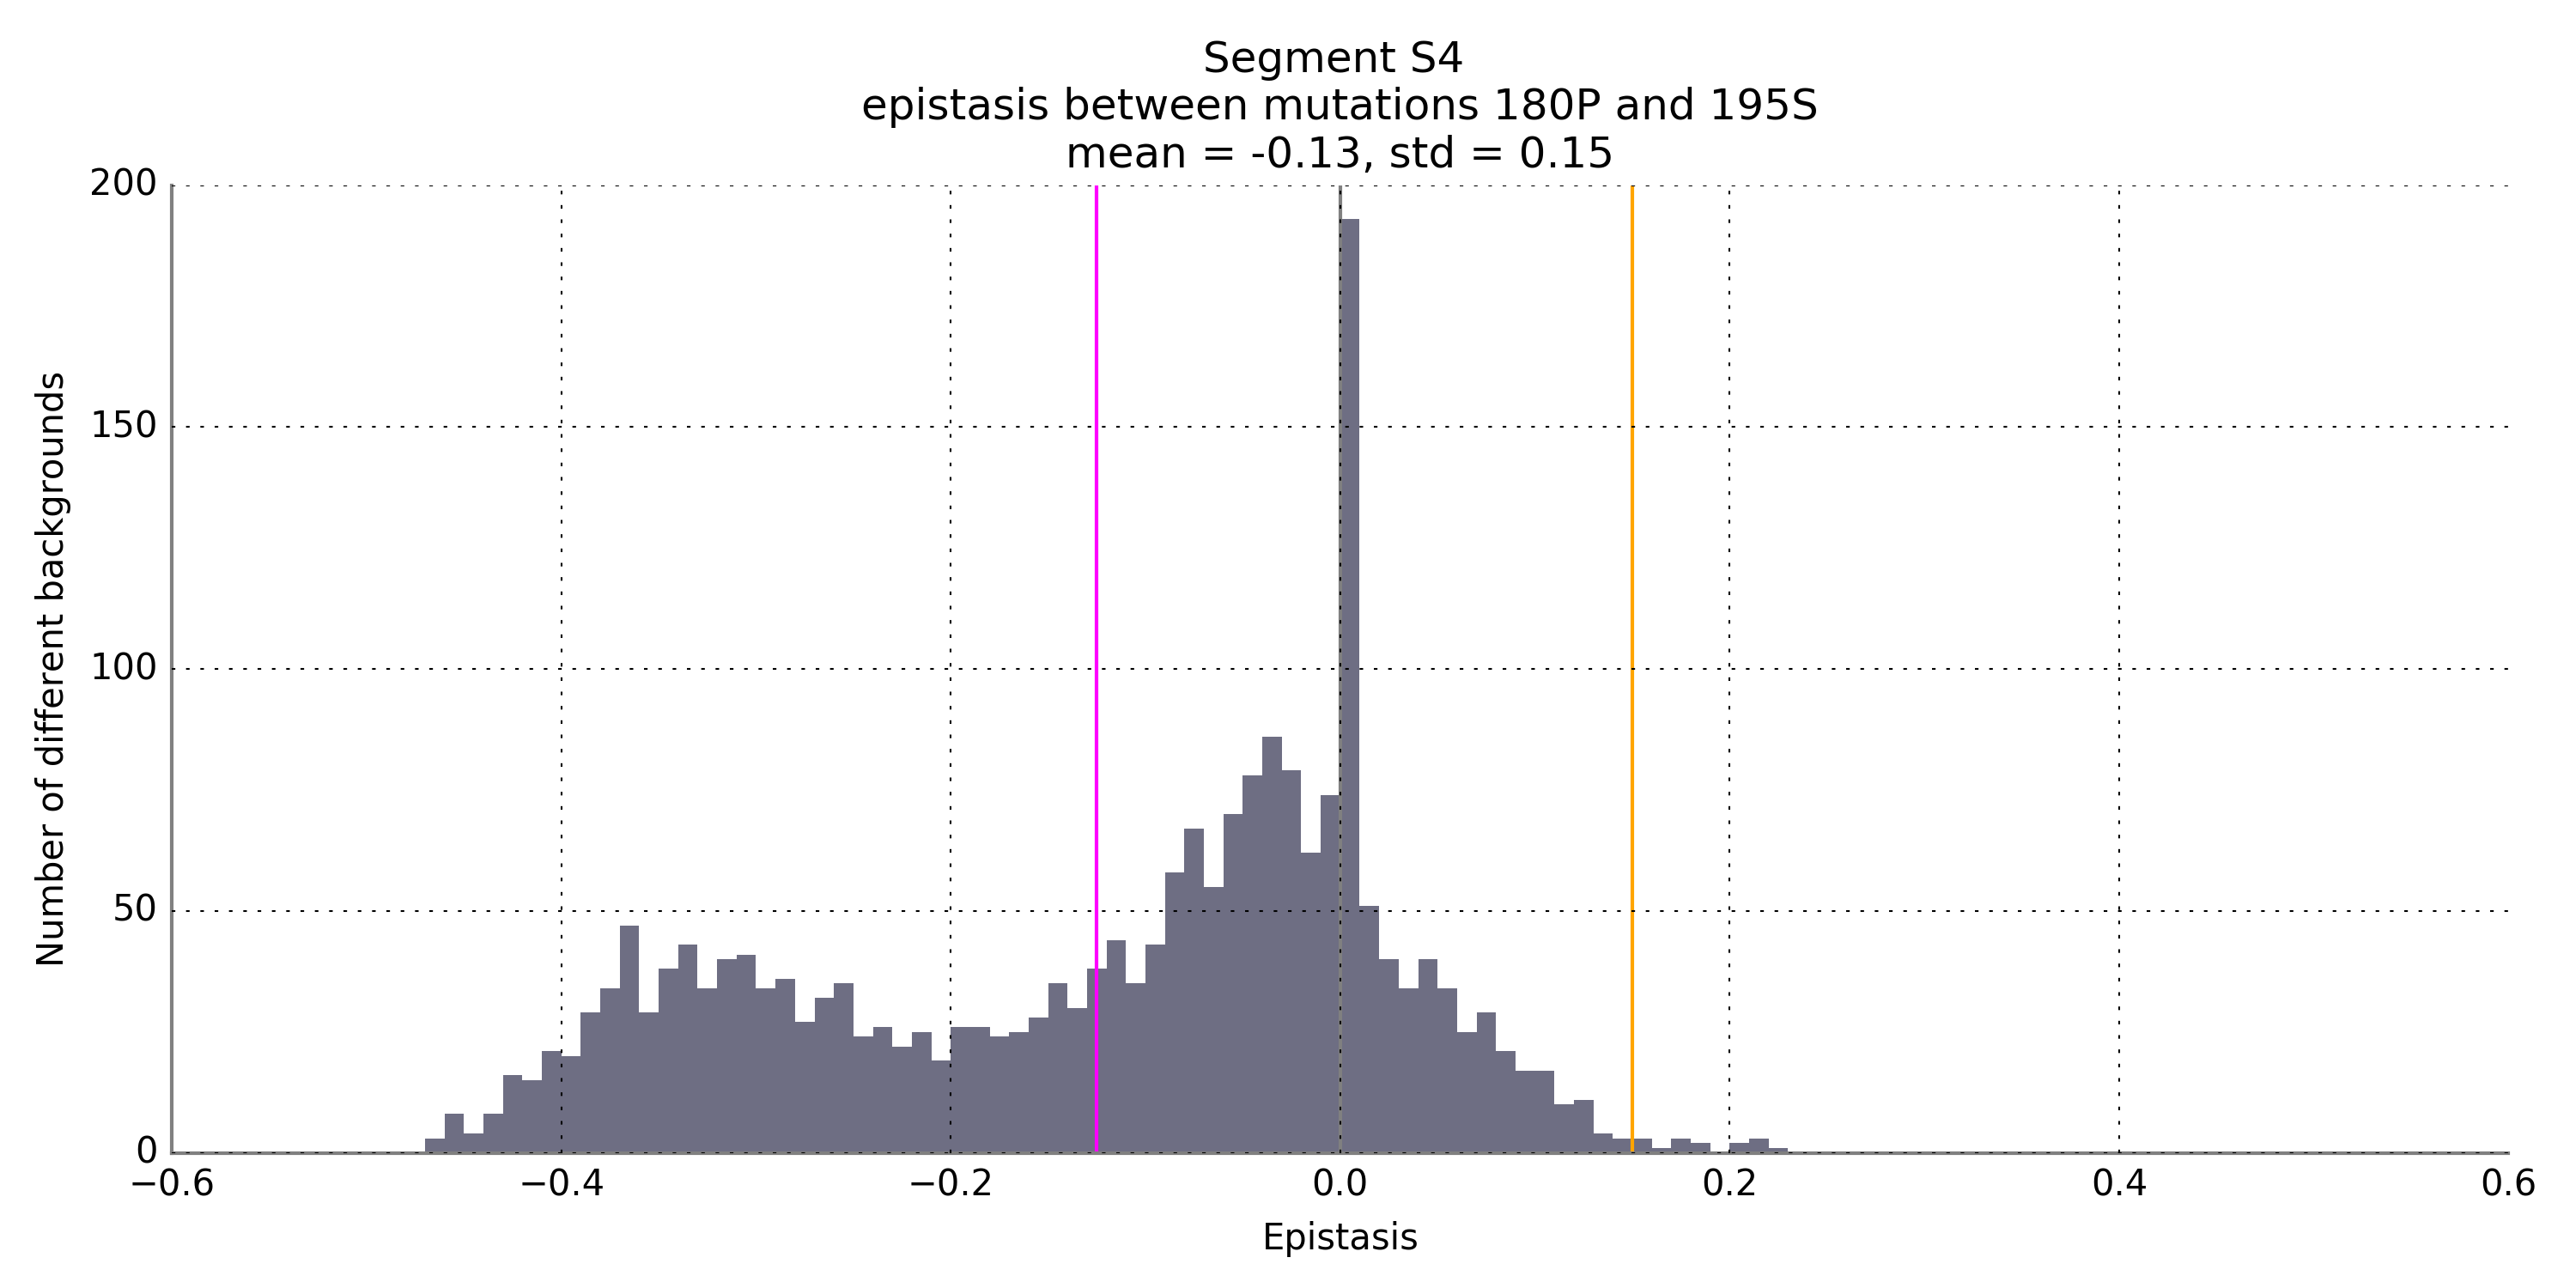 Segment S4
epistasis between mutations 180P and 195S
mean = -0.13, std = 0.15
200
150
100
50
0
Number of different backgrounds
−0.6 −0.4 −0.2 0.0 0.2 0.4 0.6
Epistasis